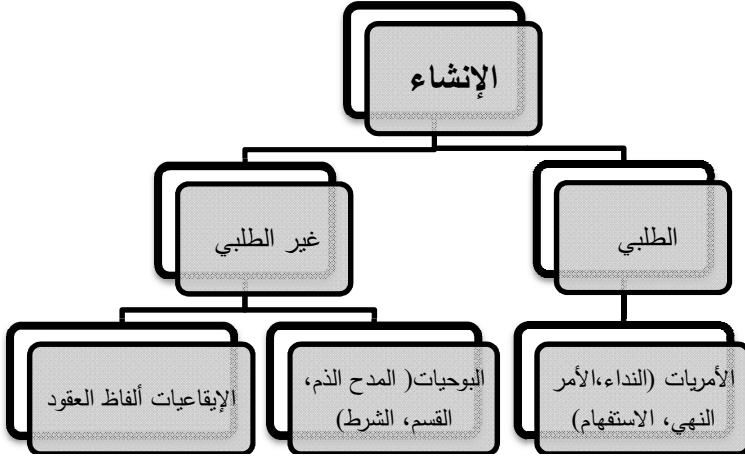 الإنشاء
الطلبي
غير الطلبي
الأمريات (النداء،الأمر
النهي، الاستفهام)
البوحيات( المدح الذم،
القسم، الشرط)
الإيقاعيات ألفاظ العقود